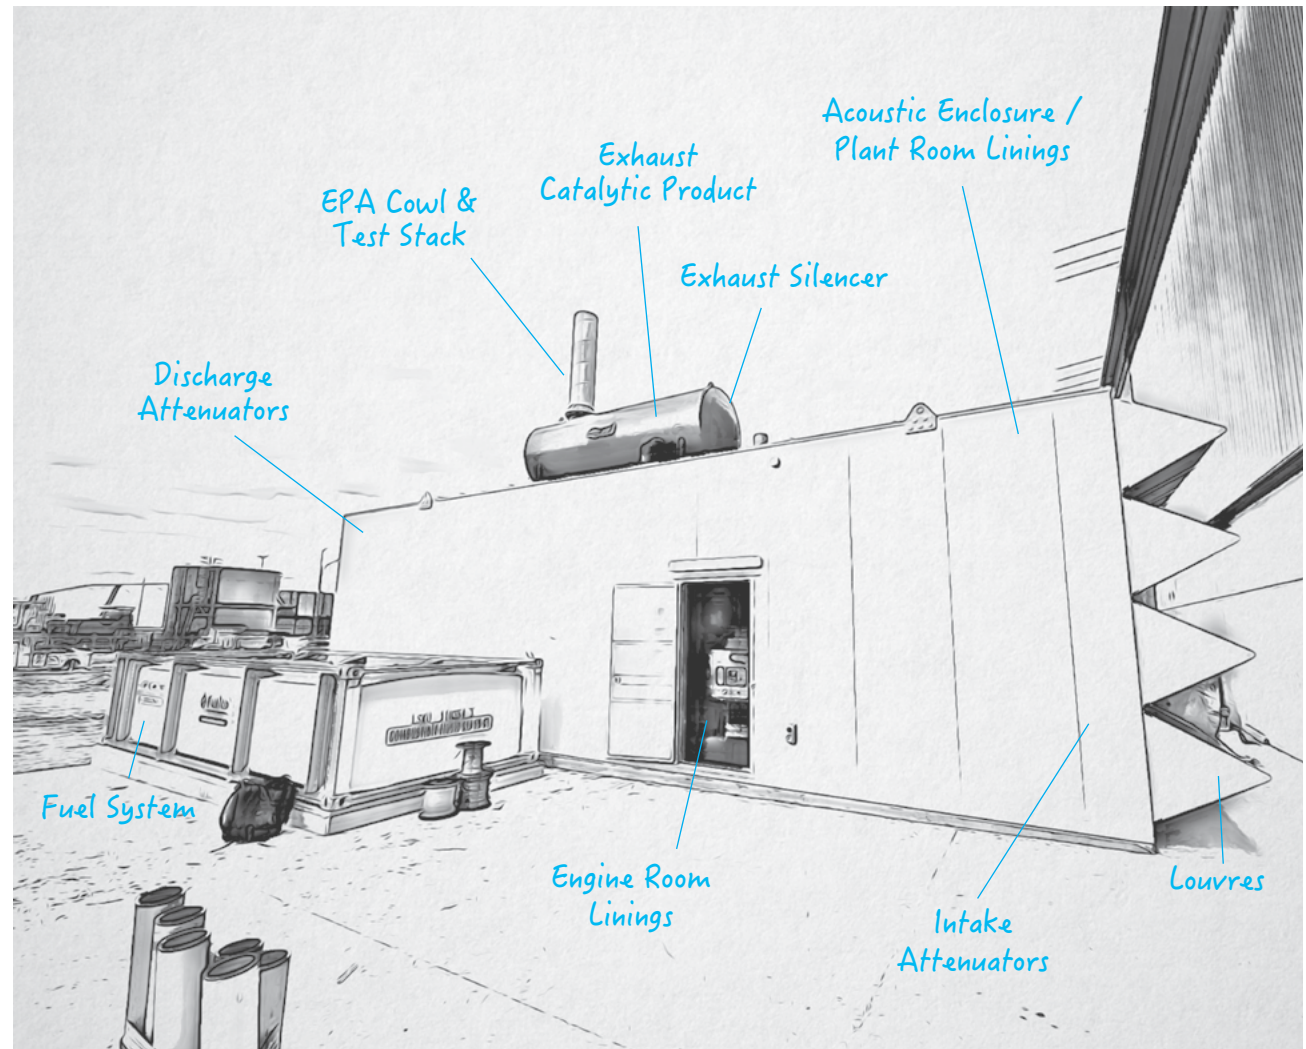 Acoustic Enclosure /
Plant Room Linings
Exhaust
Catalytic Product
EPA Cowl &
Test Stack
Exhaust Silencer
Discharge
Attenuators
Fuel System
Engine Room
Linings
Intake
Attenuators
Louvres